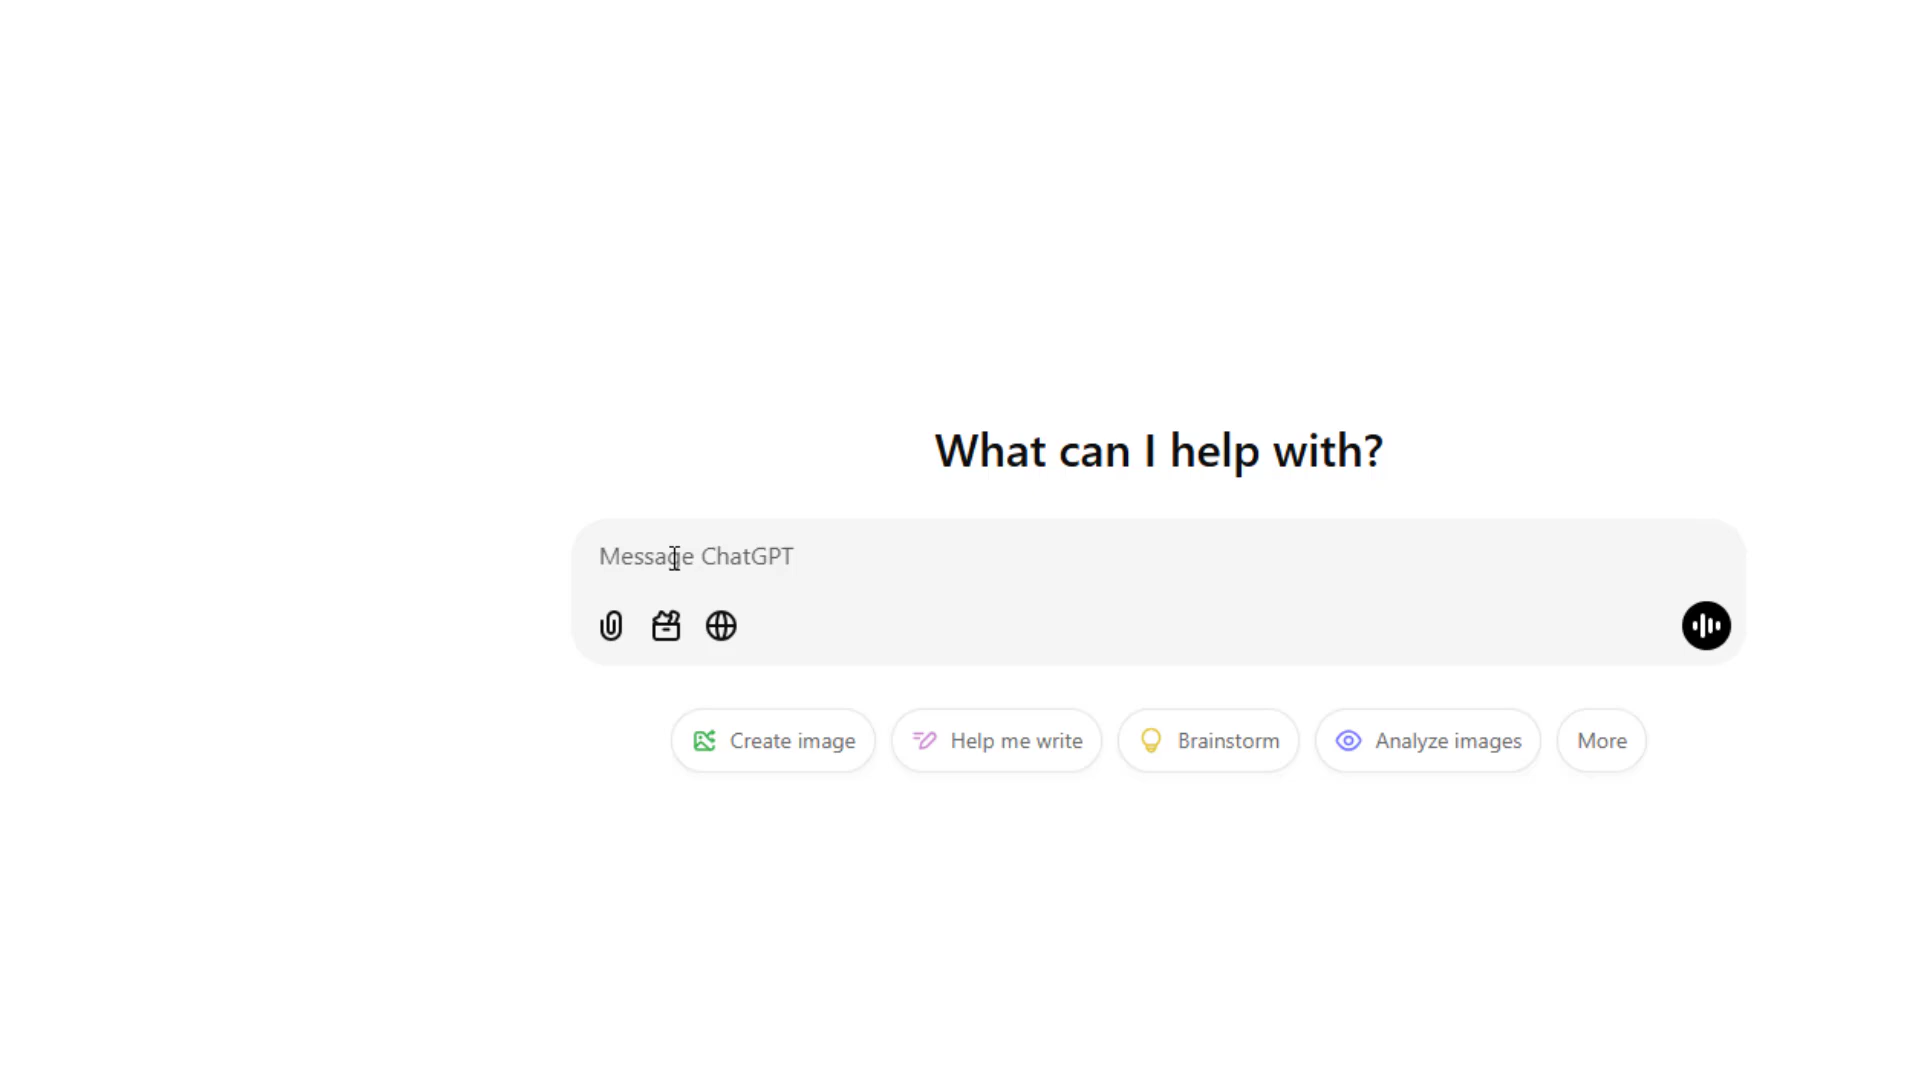 What can I help with?
Message ChatGPT
Create image
Help me write
Brainstorm
Analyze images
More